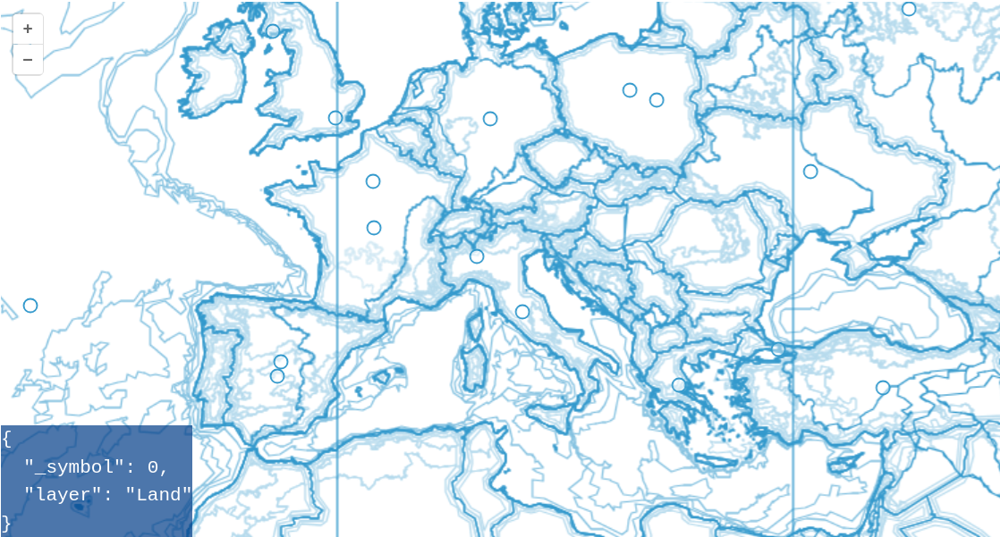 +
−
{
"_symbol": 0,
"layer": "Land"
}